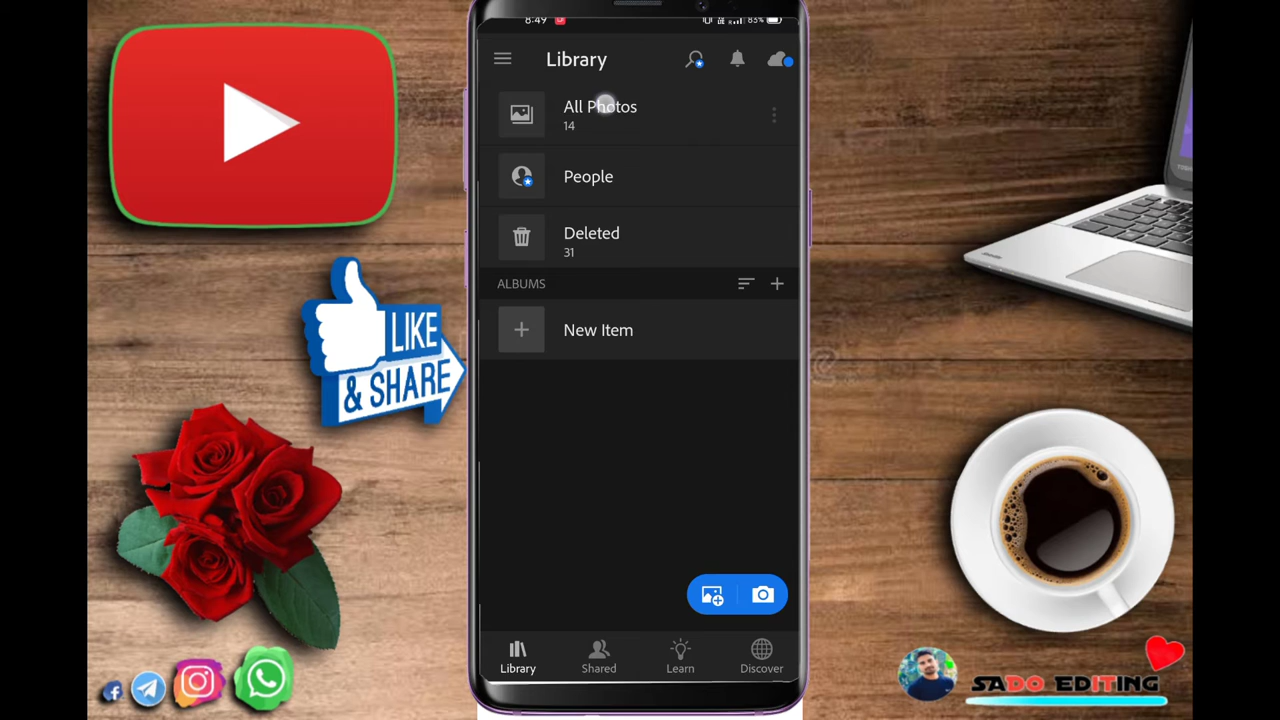 8:49
83%
Library
All Photos
14
People
Deleted
31
ALBUMS
New Item
Library
Shared
Learn
Discover
LIKE
& SHARE
SADO EDITING